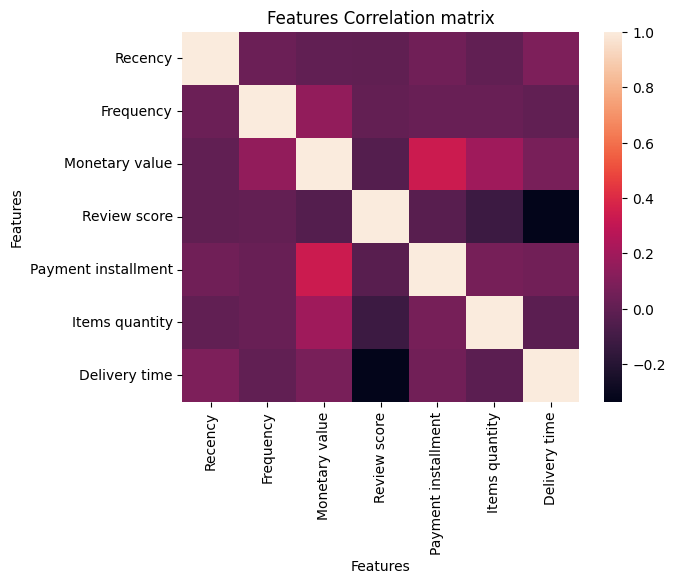 Features Correlation matrix
Recency
Frequency
Monetary value
Review score
Payment installment
Items quantity
Delivery time
Features
1.0
0.8
0.6
0.4
0.2
0.0
−0.2
Recency
Frequency
Monetary value
Review score
Payment installment
Items quantity
Delivery time
Features